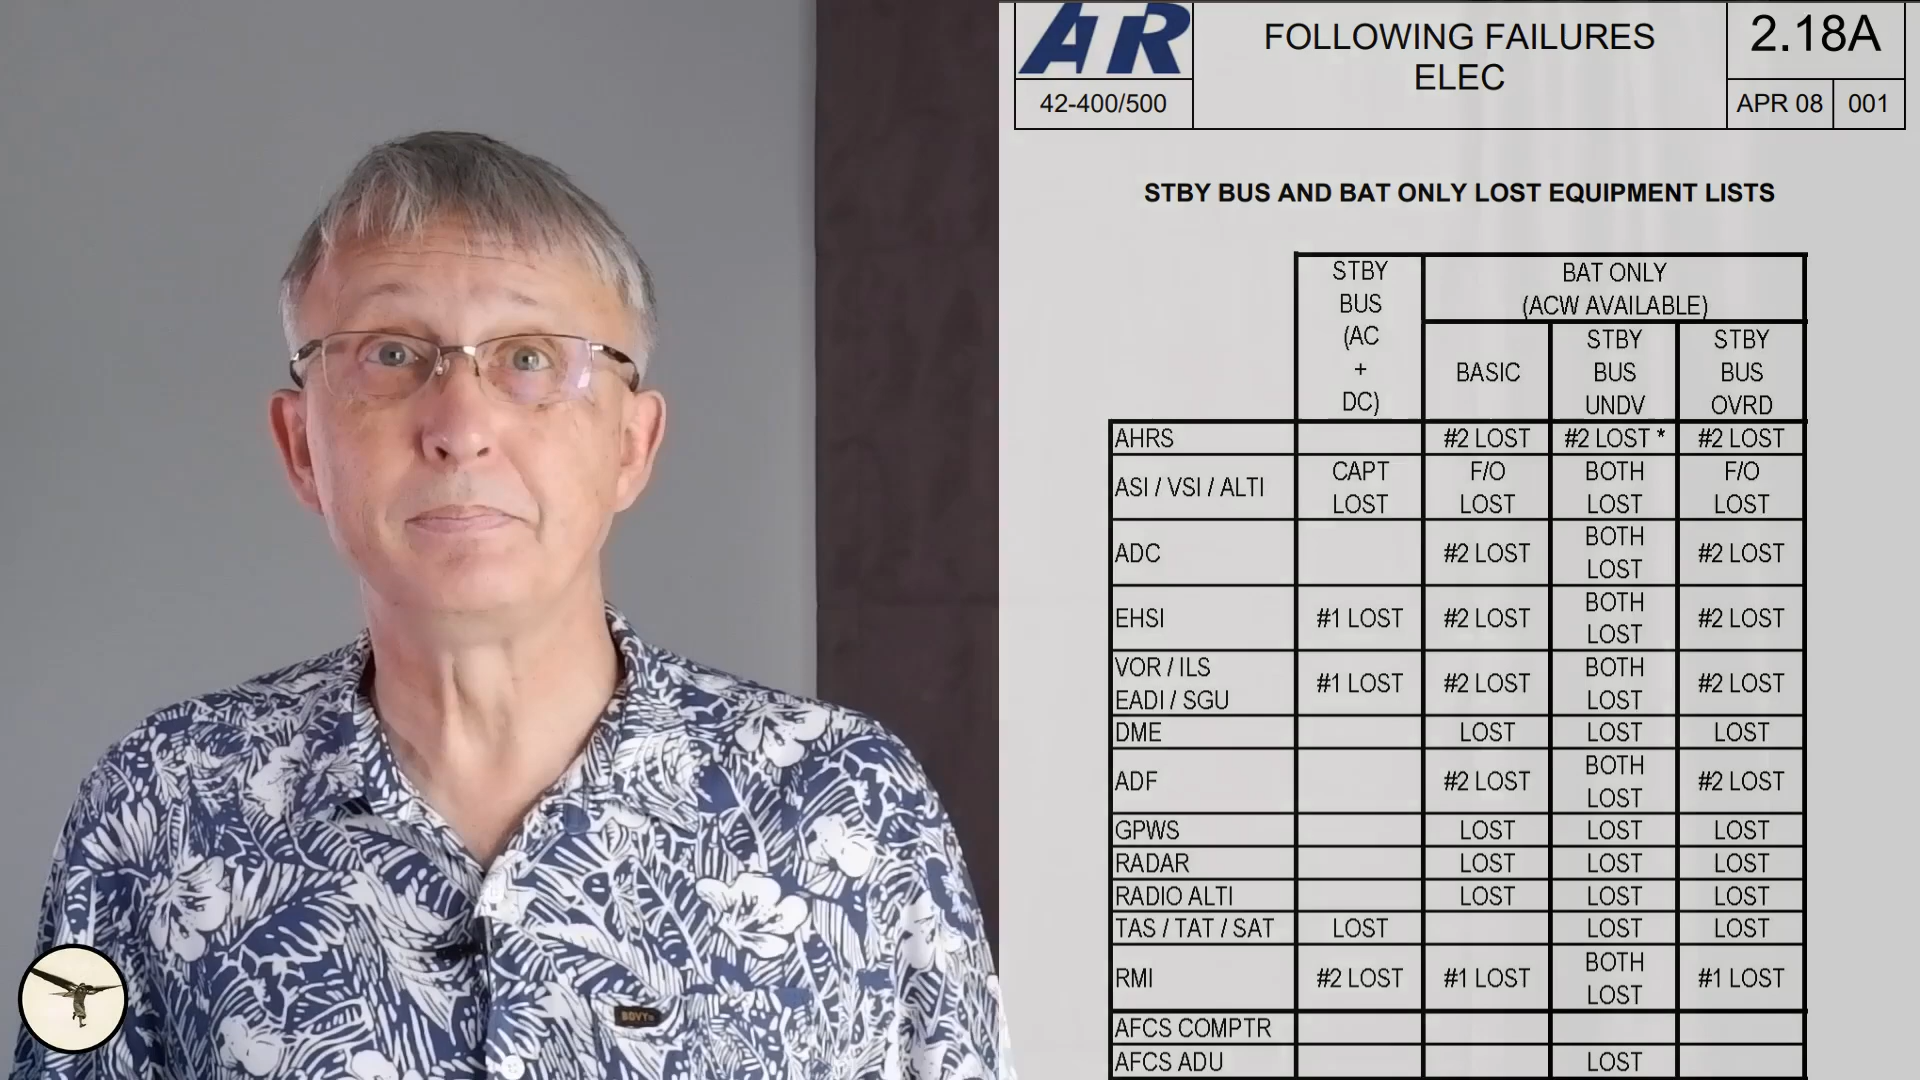 ATR
FOLLOWING FAILURES
ELEC
2.18A
42-400/500
APR 08
001
STBY BUS AND BAT ONLY LOST EQUIPMENT LISTS
STBY
BUS
(AC
+
DC)
BAT ONLY
(ACW AVAILABLE)
BASIC
STBY
BUS
UNDV
STBY
BUS
OVRD
AHRS #2 LOST #2 LOST * #2 LOST
ASI / VSI / ALTI CAPT LOST F/O LOST BOTH LOST F/O LOST
ADC #2 LOST BOTH LOST #2 LOST
EHSI #1 LOST #2 LOST BOTH LOST #2 LOST
VOR / ILS EADI / SGU #1 LOST #2 LOST BOTH LOST #2 LOST
DME LOST LOST LOST
ADF #2 LOST BOTH LOST #2 LOST
GPWS LOST LOST LOST
RADAR LOST LOST LOST
RADIO ALTI LOST LOST LOST
TAS / TAT / SAT LOST LOST LOST
RMI #2 LOST #1 LOST BOTH LOST #1 LOST
AFCS COMPTR
AFCS ADU LOST